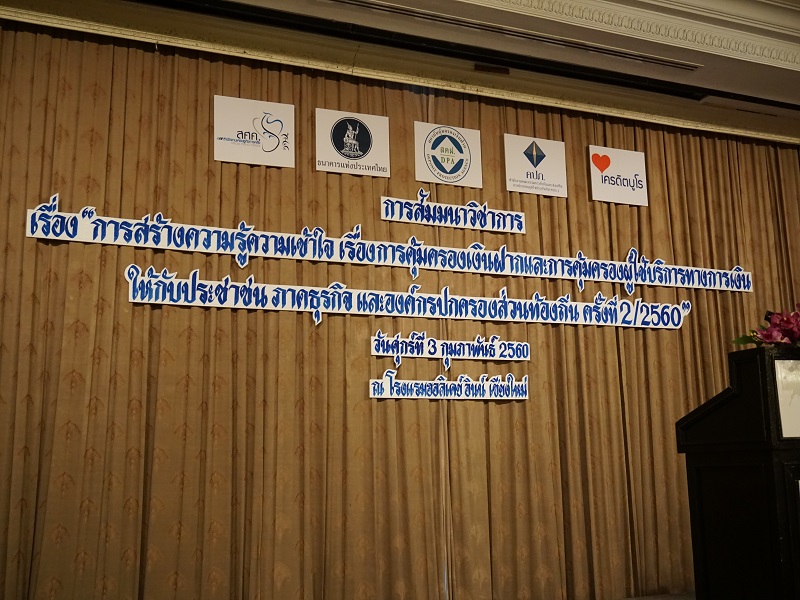 สคค.
ธนาคารแห่งประเทศไทย
สคฝ.
DPA
คปภ.
เครดิตบูโร
การสัมมนาวิชาการ
เรื่อง “การสร้างความรู้ความเข้าใจ เรื่องการคุ้มครองเงินฝากและการคุ้มครองผู้ใช้บริการทางการเงิน
ให้กับประชาชน ภาคธุรกิจ และองค์กรปกครองส่วนท้องถิ่น ครั้งที่ 2/2560”
วันศุกร์ที่ 3 กุมภาพันธ์ 2560
ณ โรงแรมฮอลิเดย์ อินน์ เชียงใหม่